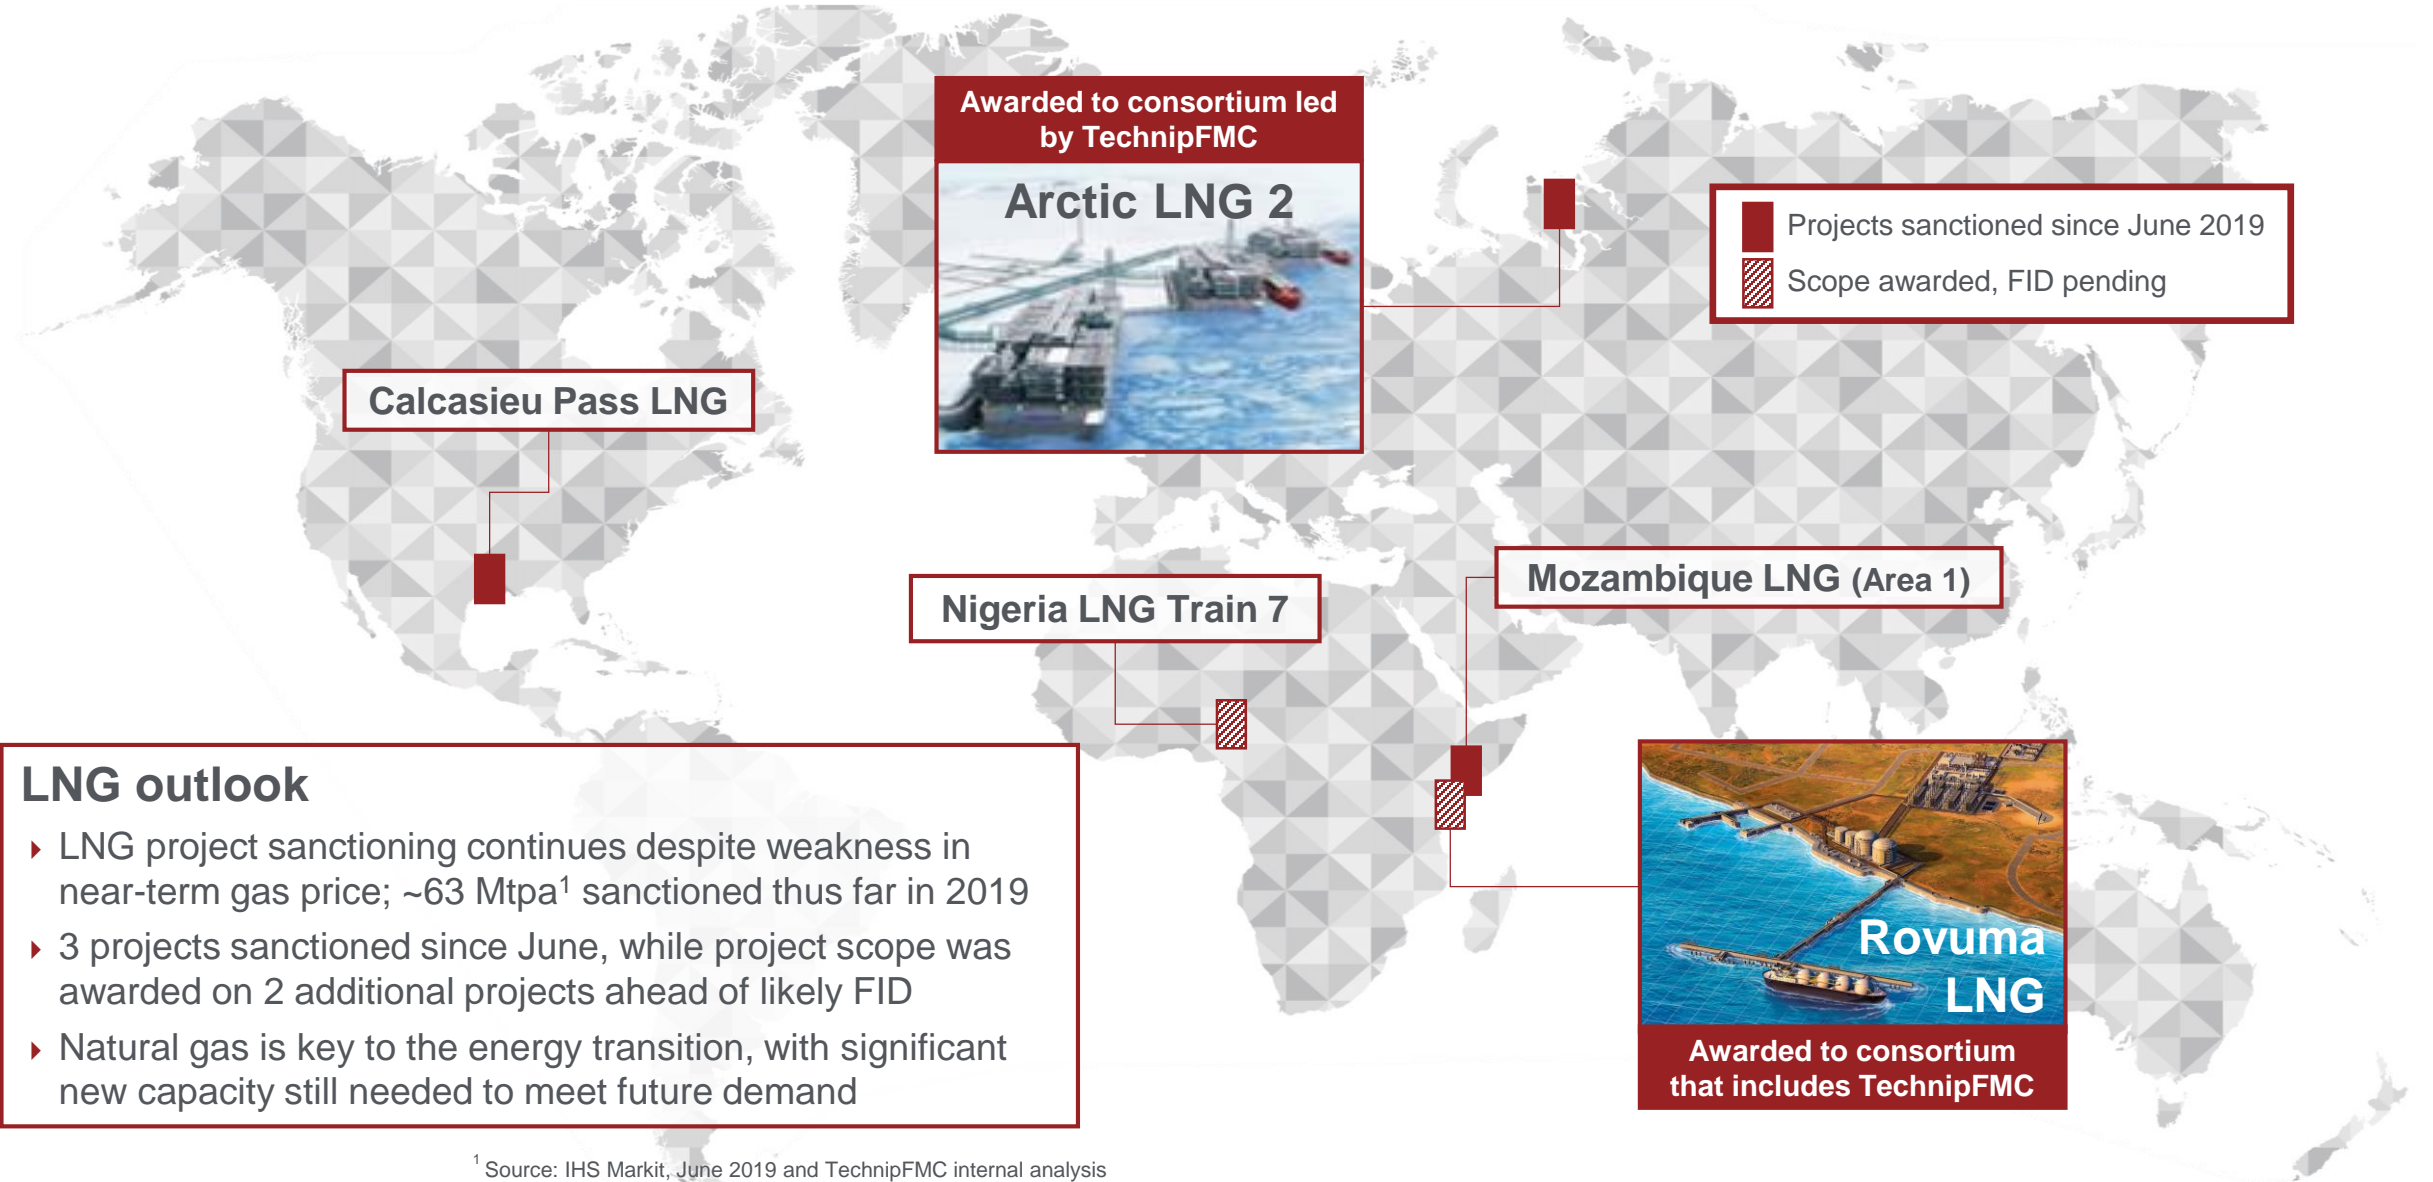 Awarded to consortium led
by TechnipFMC
Arctic LNG 2
Projects sanctioned since June 2019
Scope awarded, FID pending
Calcasieu Pass LNG
Nigeria LNG Train 7
Mozambique LNG (Area 1)
LNG outlook
LNG project sanctioning continues despite weakness in
near-term gas price; ~63 Mtpa¹ sanctioned thus far in 2019
3 projects sanctioned since June, while project scope was
awarded on 2 additional projects ahead of likely FID
Natural gas is key to the energy transition, with significant
new capacity still needed to meet future demand
Rovuma
LNG
Awarded to consortium
that includes TechnipFMC
¹ Source: IHS Markit, June 2019 and TechnipFMC internal analysis